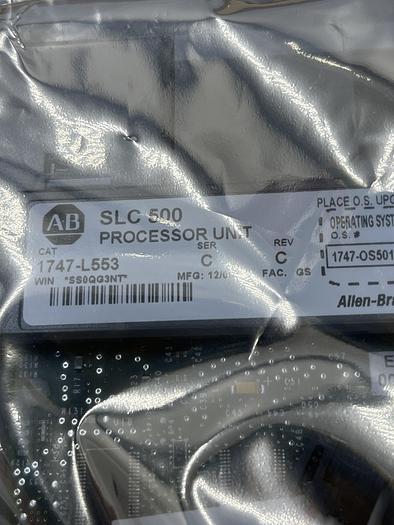 AB
SLC 500
PROCESSOR UNIT
CAT
SER
REV
1747-L553
C
C
WIN "SS0QG3NT"
MFG: 12/0
FAC. GS
PLACE O.S. UPG
OPERATING SYST
O.S. #
1747-OS501
Allen-Bra